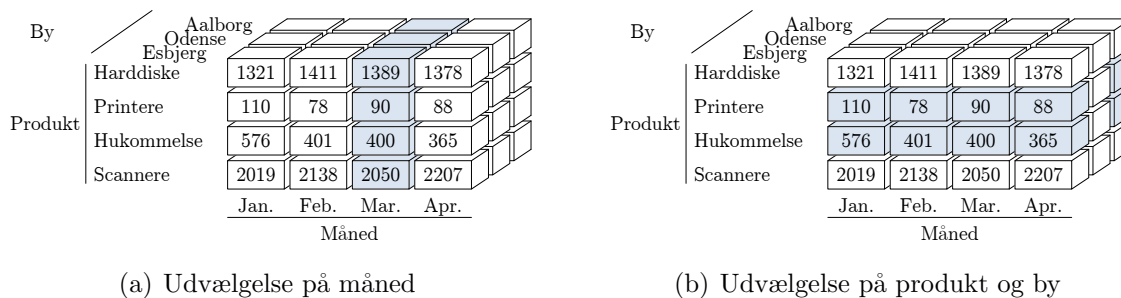 By
Aalborg
Odense
Esbjerg
Produkt
Harddiske 1321 1411 1389 1378
Printere 110 78 90 88
Hukommelse 576 401 400 365
Scannere 2019 2138 2050 2207
Jan. Feb. Mar. Apr.
Måned
(a) Udvælgelse på måned
By
Aalborg
Odense
Esbjerg
Produkt
Harddiske 1321 1411 1389 1378
Printere 110 78 90 88
Hukommelse 576 401 400 365
Scannere 2019 2138 2050 2207
Jan. Feb. Mar. Apr.
Måned
(b) Udvælgelse på produkt og by